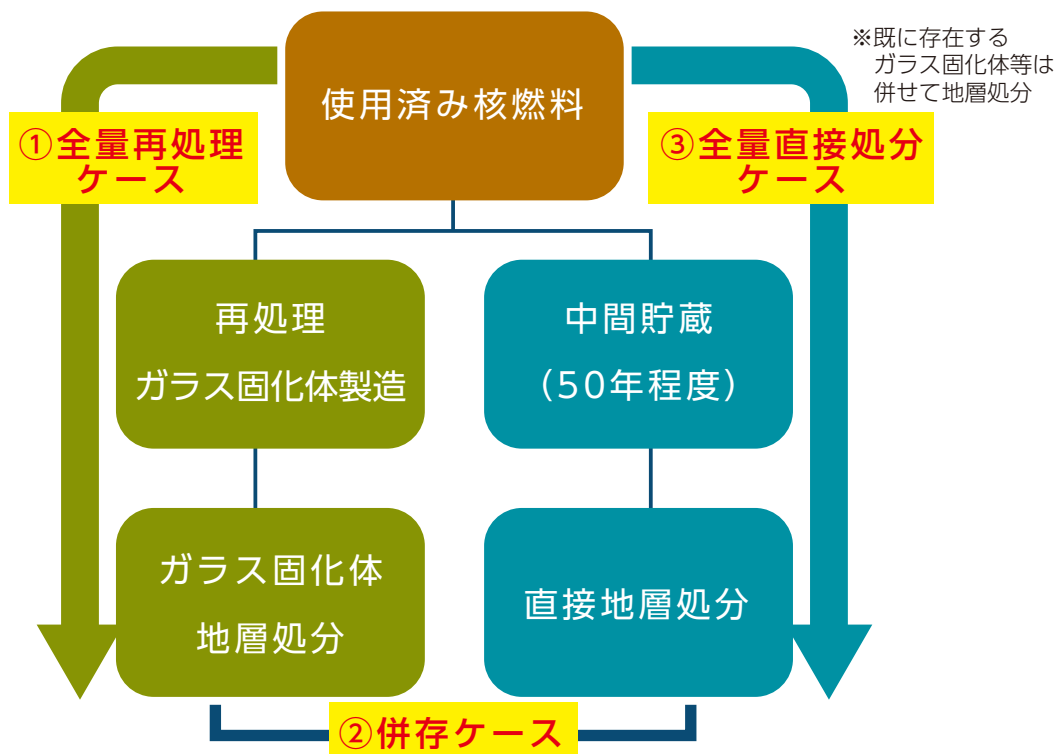 使用済み核燃料
※既に存在する
ガラス固化体等は
併せて地層処分
①全量再処理
ケース
③全量直接処分
ケース
再処理
ガラス固化体製造
中間貯蔵
(50年程度)
ガラス固化体
地層処分
直接地層処分
②併存ケース